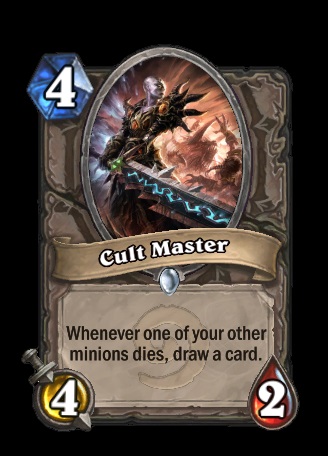 4
Cult Master
Whenever one of your other
minions dies, draw a card.
4
2